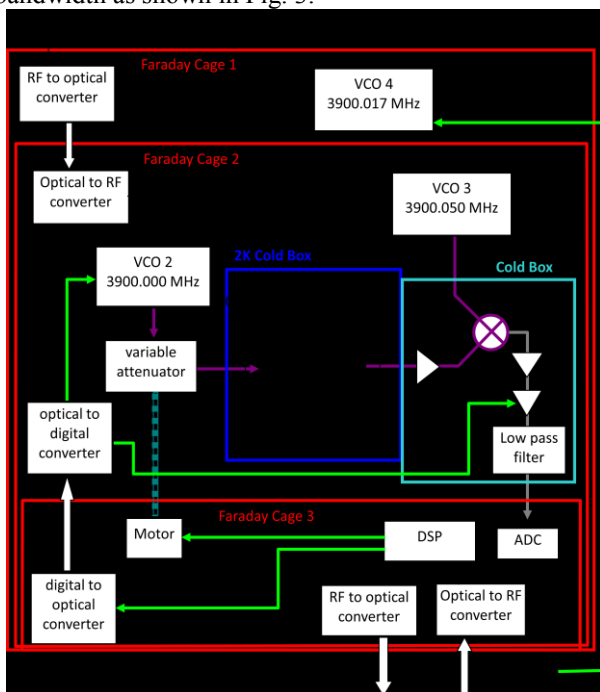 bandwidth as shown in Fig. 3.
Faraday Cage 1
RF to optical
converter
VCO 4
3900.017 MHz
Faraday Cage 2
Optical to RF
converter
VCO 3
3900.050 MHz
VCO 2
3900.000 MHz
2K Cold Box
Cold Box
variable
attenuator
optical to
digital
converter
Low pass
filter
Faraday Cage 3
Motor
DSP
ADC
digital to
optical
converter
RF to optical
converter
Optical to RF
converter